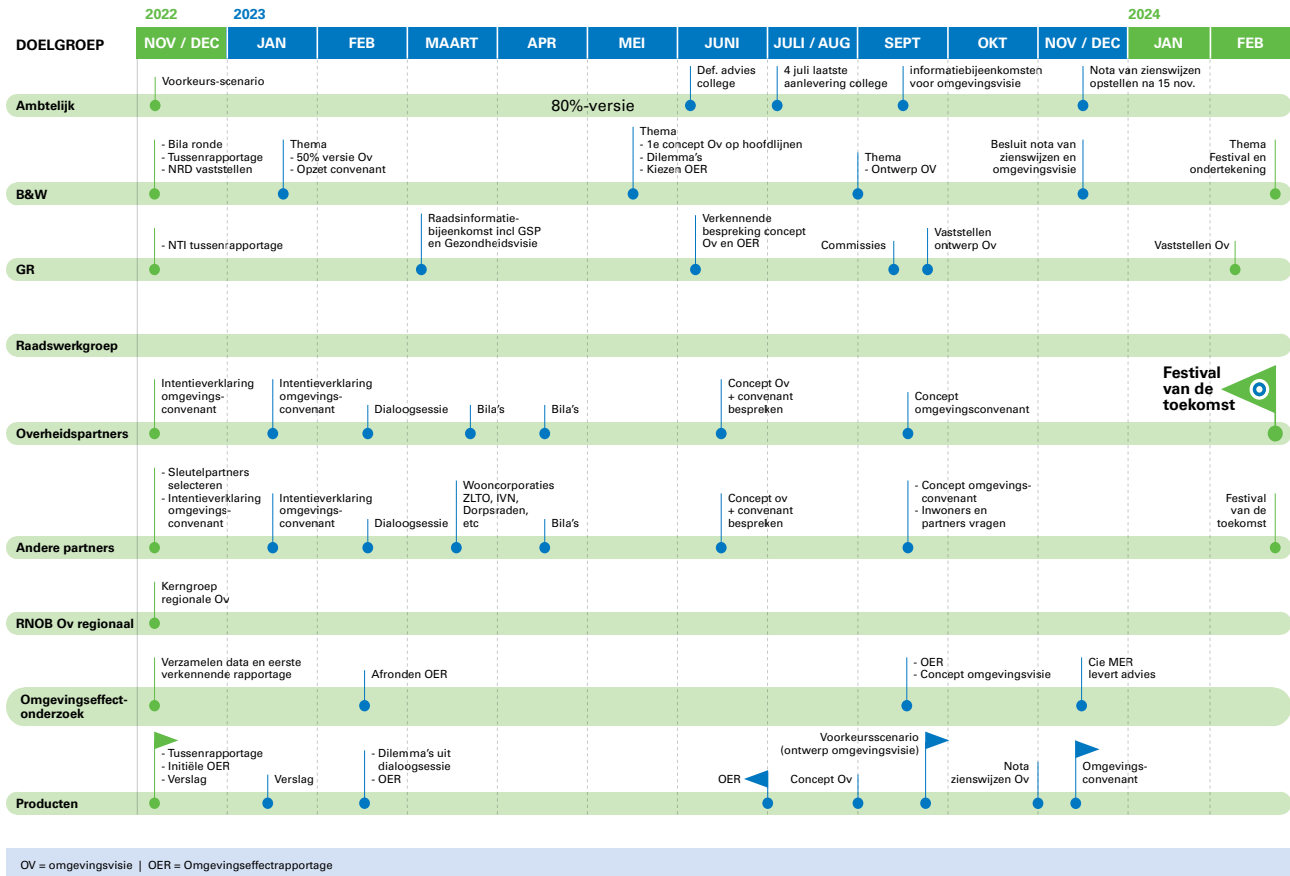 2022
2023
2024
DOELGROEP
NOV / DEC
JAN
FEB
MAART
APR
MEI
JUNI
JULI / AUG
SEPT
OKT
NOV / DEC
JAN
FEB
Voorkeurs-scenario
Def. advies
college
4 juli laatste
aanlevering college
informatiebijeenkomsten
voor omgevingsvisie
Nota van zienswijzen
opstellen na 15 nov.
Ambtelijk
80%-versie
- Bila ronde
- Tussenrapportage
- NRD vaststellen
Thema
- 50% versie Ov
- Opzet convenant
Thema
- 1e concept Ov op hoofdlijnen
- Dilemma's
- Kiezen OER
Thema
- Ontwerp OV
Besluit nota van
zienswijzen en
omgevingsvisie
Thema
Festival en
ondertekening
B&W
- NTI tussenrapportage
Raadsinformatie-
bijeenkomst incl GSP
en Gezondheidsvisie
Verkennende
bespreking concept
Ov en OER
Commissies
Vaststellen
ontwerp Ov
Vaststellen Ov
GR
Raadswerkgroep
Intentieverklaring
omgevings-
convenant
Intentieverklaring
omgevings-
convenant
Dialoogsessie
Bila's
Bila's
Concept Ov
+ convenant
bespreken
Concept
omgevingsconvenant
Festival
van de
toekomst
Overheidspartners
- Sleutelpartners
selecteren
- Intentieverklaring
omgevings-
convenant
Intentieverklaring
omgevings-
convenant
Dialoogsessie
Wooncorporaties
ZLTO, IVN,
Dorpsraden,
etc
Bila's
Concept ov
+ convenant
bespreken
- Concept omgevings-
convenant
- Inwoners en
partners vragen
Festival
van de
toekomst
Andere partners
Kerngroep
regionale Ov
RNOB Ov regionaal
Verzamelen data en eerste
verkennende rapportage
Afronden OER
- OER
- Concept omgevingsvisie
Cie MER
levert advies
Omgevingseffect-
onderzoek
- Tussenrapportage
- Initiële OER
- Verslag
Verslag
- Dilemma's uit
dialoogsessie
- OER
OER
Concept Ov
Voorkeursscenario
(ontwerp omgevingsvisie)
Nota
zienswijzen Ov
Omgevings-
convenant
Producten
OV = omgevingsvisie | OER = Omgevingseffectrapportage